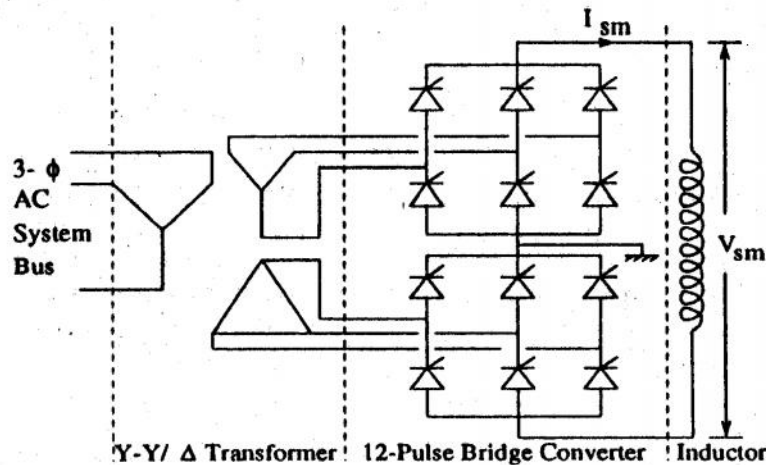 I sm
3- ϕ
AC
System
Bus
V sm
Y-Y/ Δ Transformer
12-Pulse Bridge Converter
Inductor